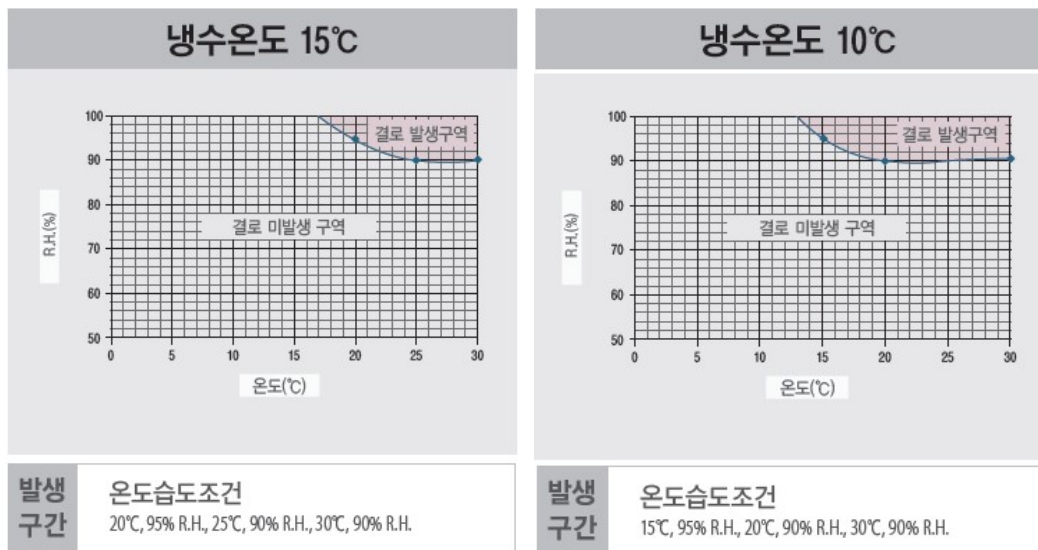 냉수온도 15℃
100
90
80
70
60
50
R.H.(%)
결로 발생구역
결로 미발생 구역
0 5 10 15 20 25 30
온도(℃)
발생
구간
온도습도조건
20℃, 95% R.H., 25℃, 90% R.H., 30℃, 90% R.H.
냉수온도 10℃
100
90
80
70
60
50
R.H.(%)
결로 발생구역
결로 미발생 구역
0 5 10 15 20 25 30
온도(℃)
발생
구간
온도습도조건
15℃, 95% R.H., 20℃, 90% R.H., 30℃, 90% R.H.